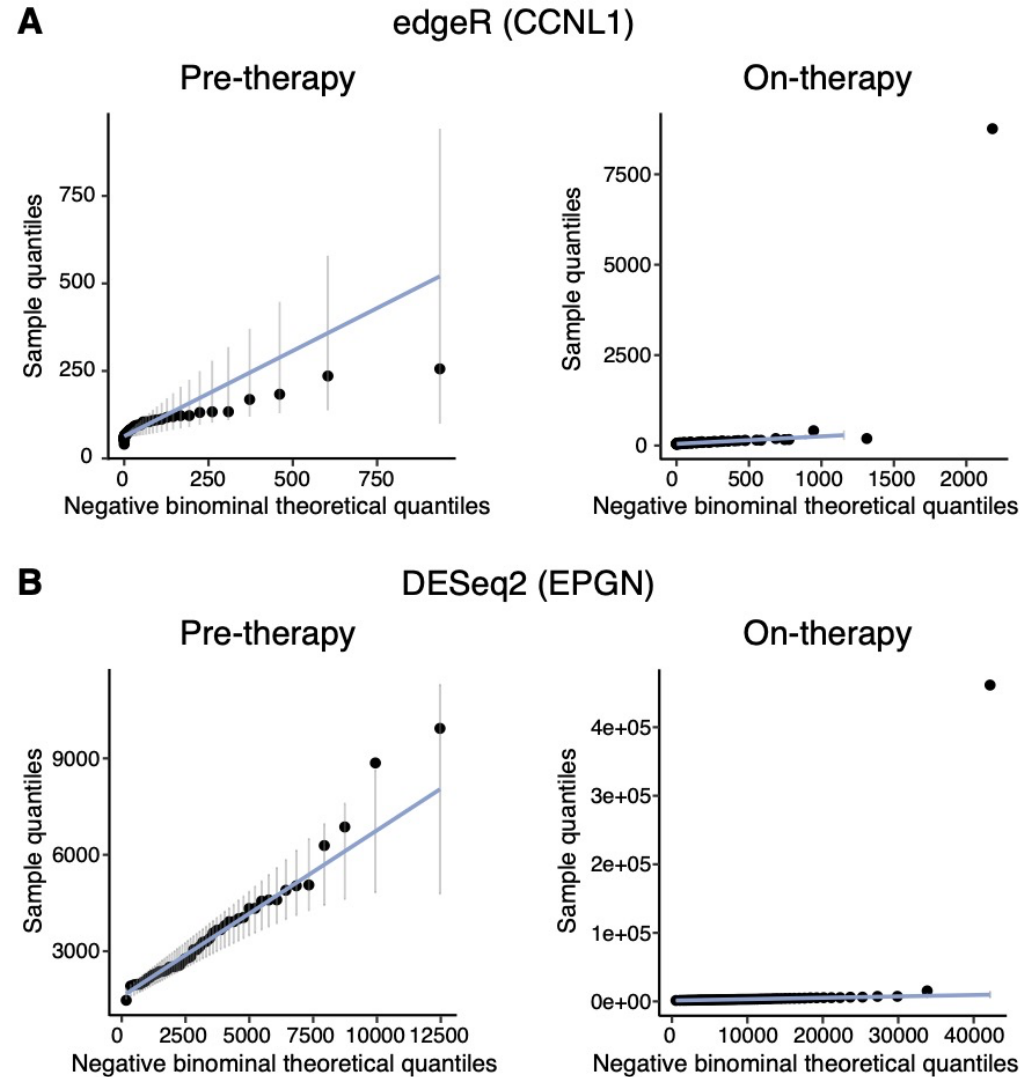 A
edgeR (CCNL1)
Pre-therapy
On-therapy
Sample quantiles
750
500
250
0
0 250 500 750
Negative binominal theoretical quantiles
Sample quantiles
7500
5000
2500
0
0 500 1000 1500 2000
Negative binominal theoretical quantiles
B
DESeq2 (EPGN)
Pre-therapy
On-therapy
Sample quantiles
9000
6000
3000
0 2500 5000 7500 10000 12500
Negative binominal theoretical quantiles
Sample quantiles
4e+05
3e+05
2e+05
1e+05
0e+00
0 10000 20000 30000 40000
Negative binominal theoretical quantiles